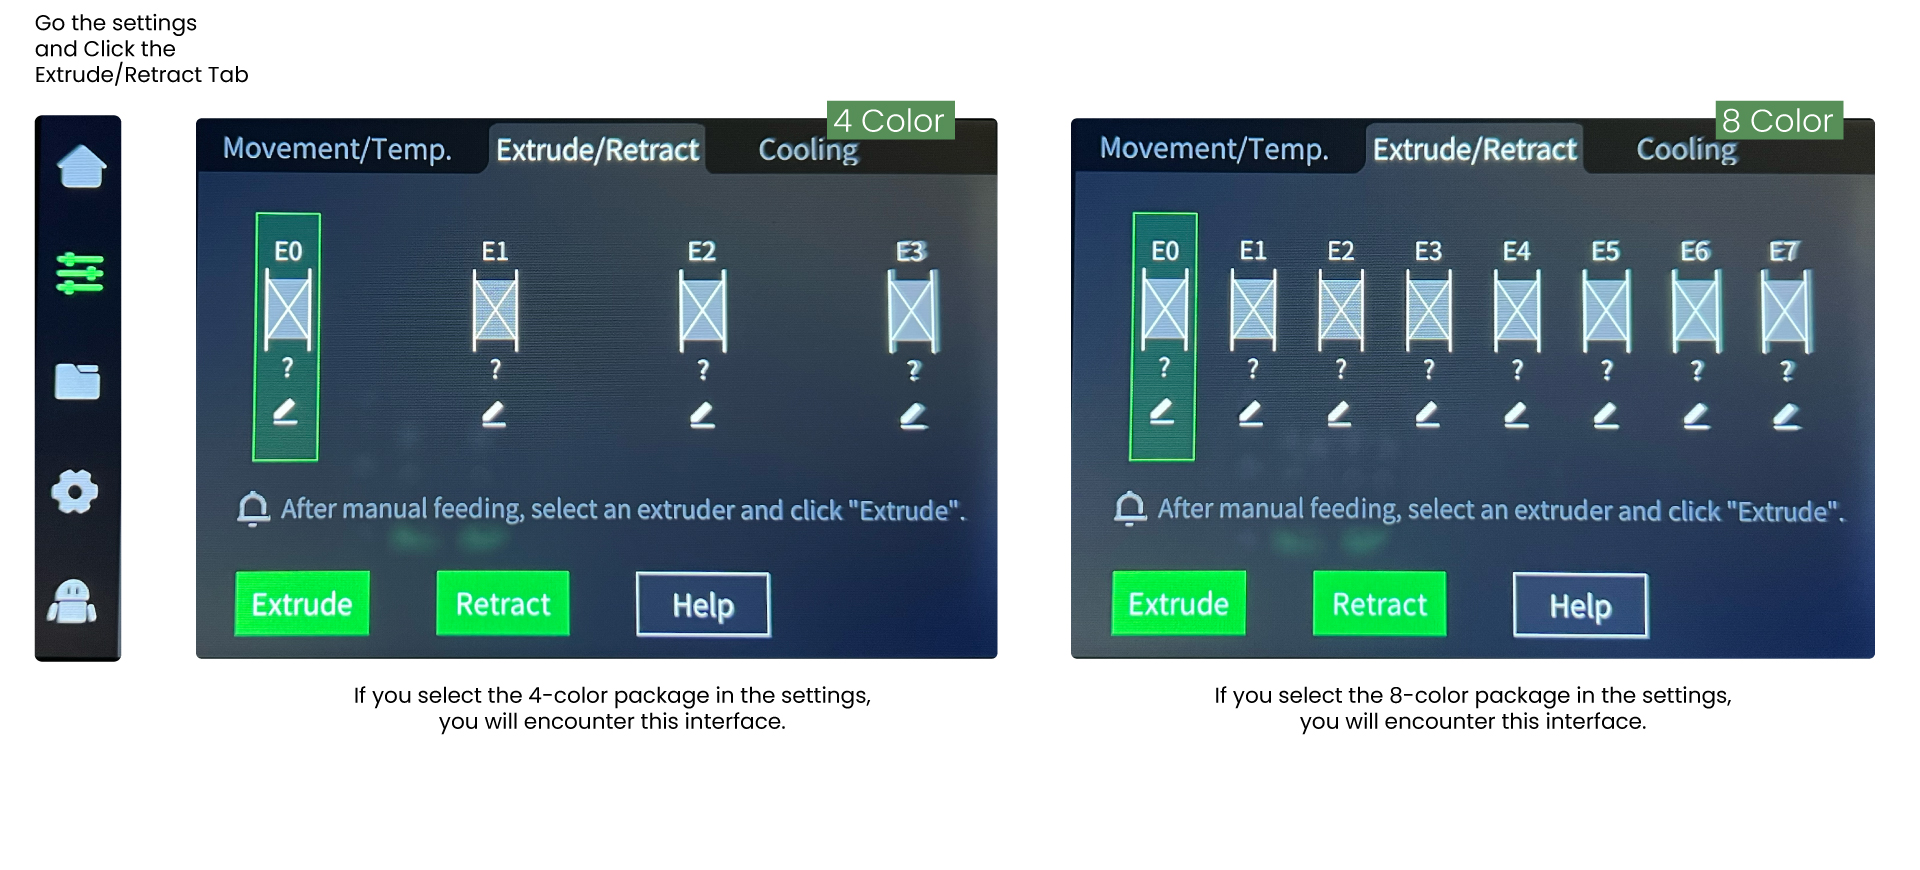 Go the settings
and Click the
Extrude/Retract Tab
4 Color
Movement/Temp. Extrude/Retract Cooling
E0 E1 E2 E3
? ? ? ?
After manual feeding, select an extruder and click "Extrude".
Extrude Retract Help
If you select the 4-color package in the settings,
you will encounter this interface.
8 Color
Movement/Temp. Extrude/Retract Cooling
E0 E1 E2 E3 E4 E5 E6 E7
? ? ? ? ? ? ? ?
After manual feeding, select an extruder and click "Extrude".
Extrude Retract Help
If you select the 8-color package in the settings,
you will encounter this interface.